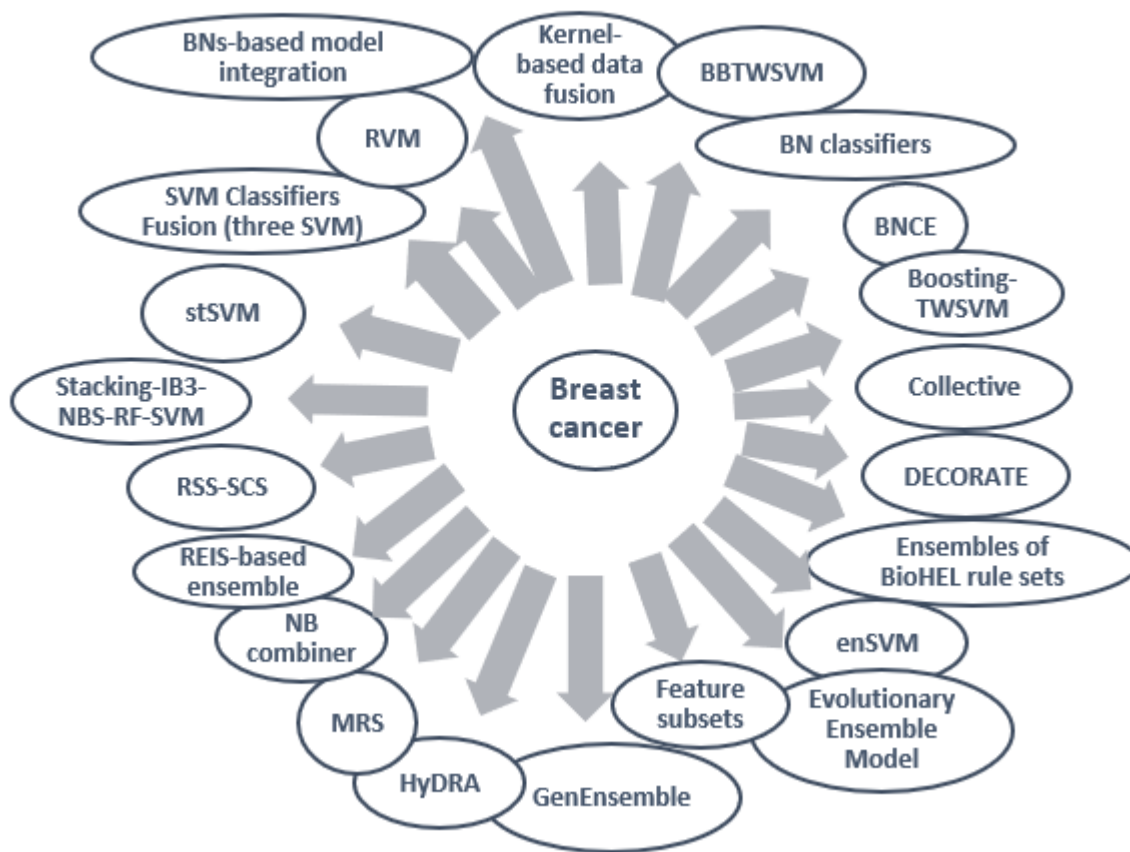 BNs-based model
integration
Kernel-
based data
fusion
BBTWSVM
RVM
BN classifiers
SVM Classifiers
Fusion (three SVM)
BNCE
stSVM
Boosting-
TWSVM
Stacking-IB3-
NBS-RF-SVM
Breast
cancer
Collective
RSS-SCS
DECORATE
REIS-based
ensemble
Ensembles of
BioHEL rule sets
NB
combiner
enSVM
MRS
Feature
subsets
Evolutionary
Ensemble
Model
HyDRA
GenEnsemble